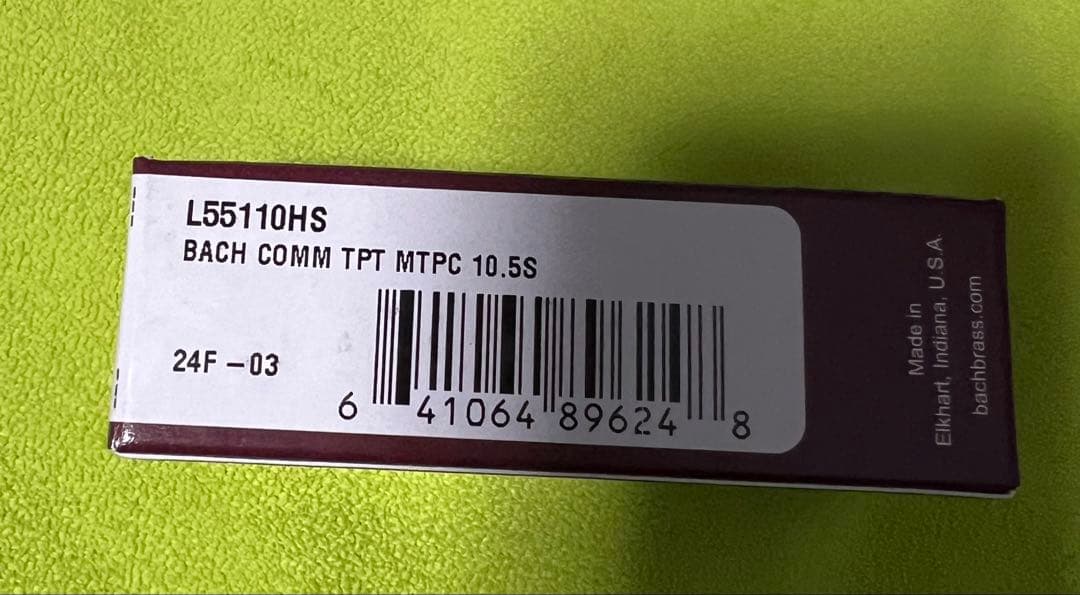 L55110HS
BACH COMM TPT MTPC 10.5S
24F -03
6 41064 89624 8
Made in
Elkhart, Indiana, U.S.A.
bachbrass.com